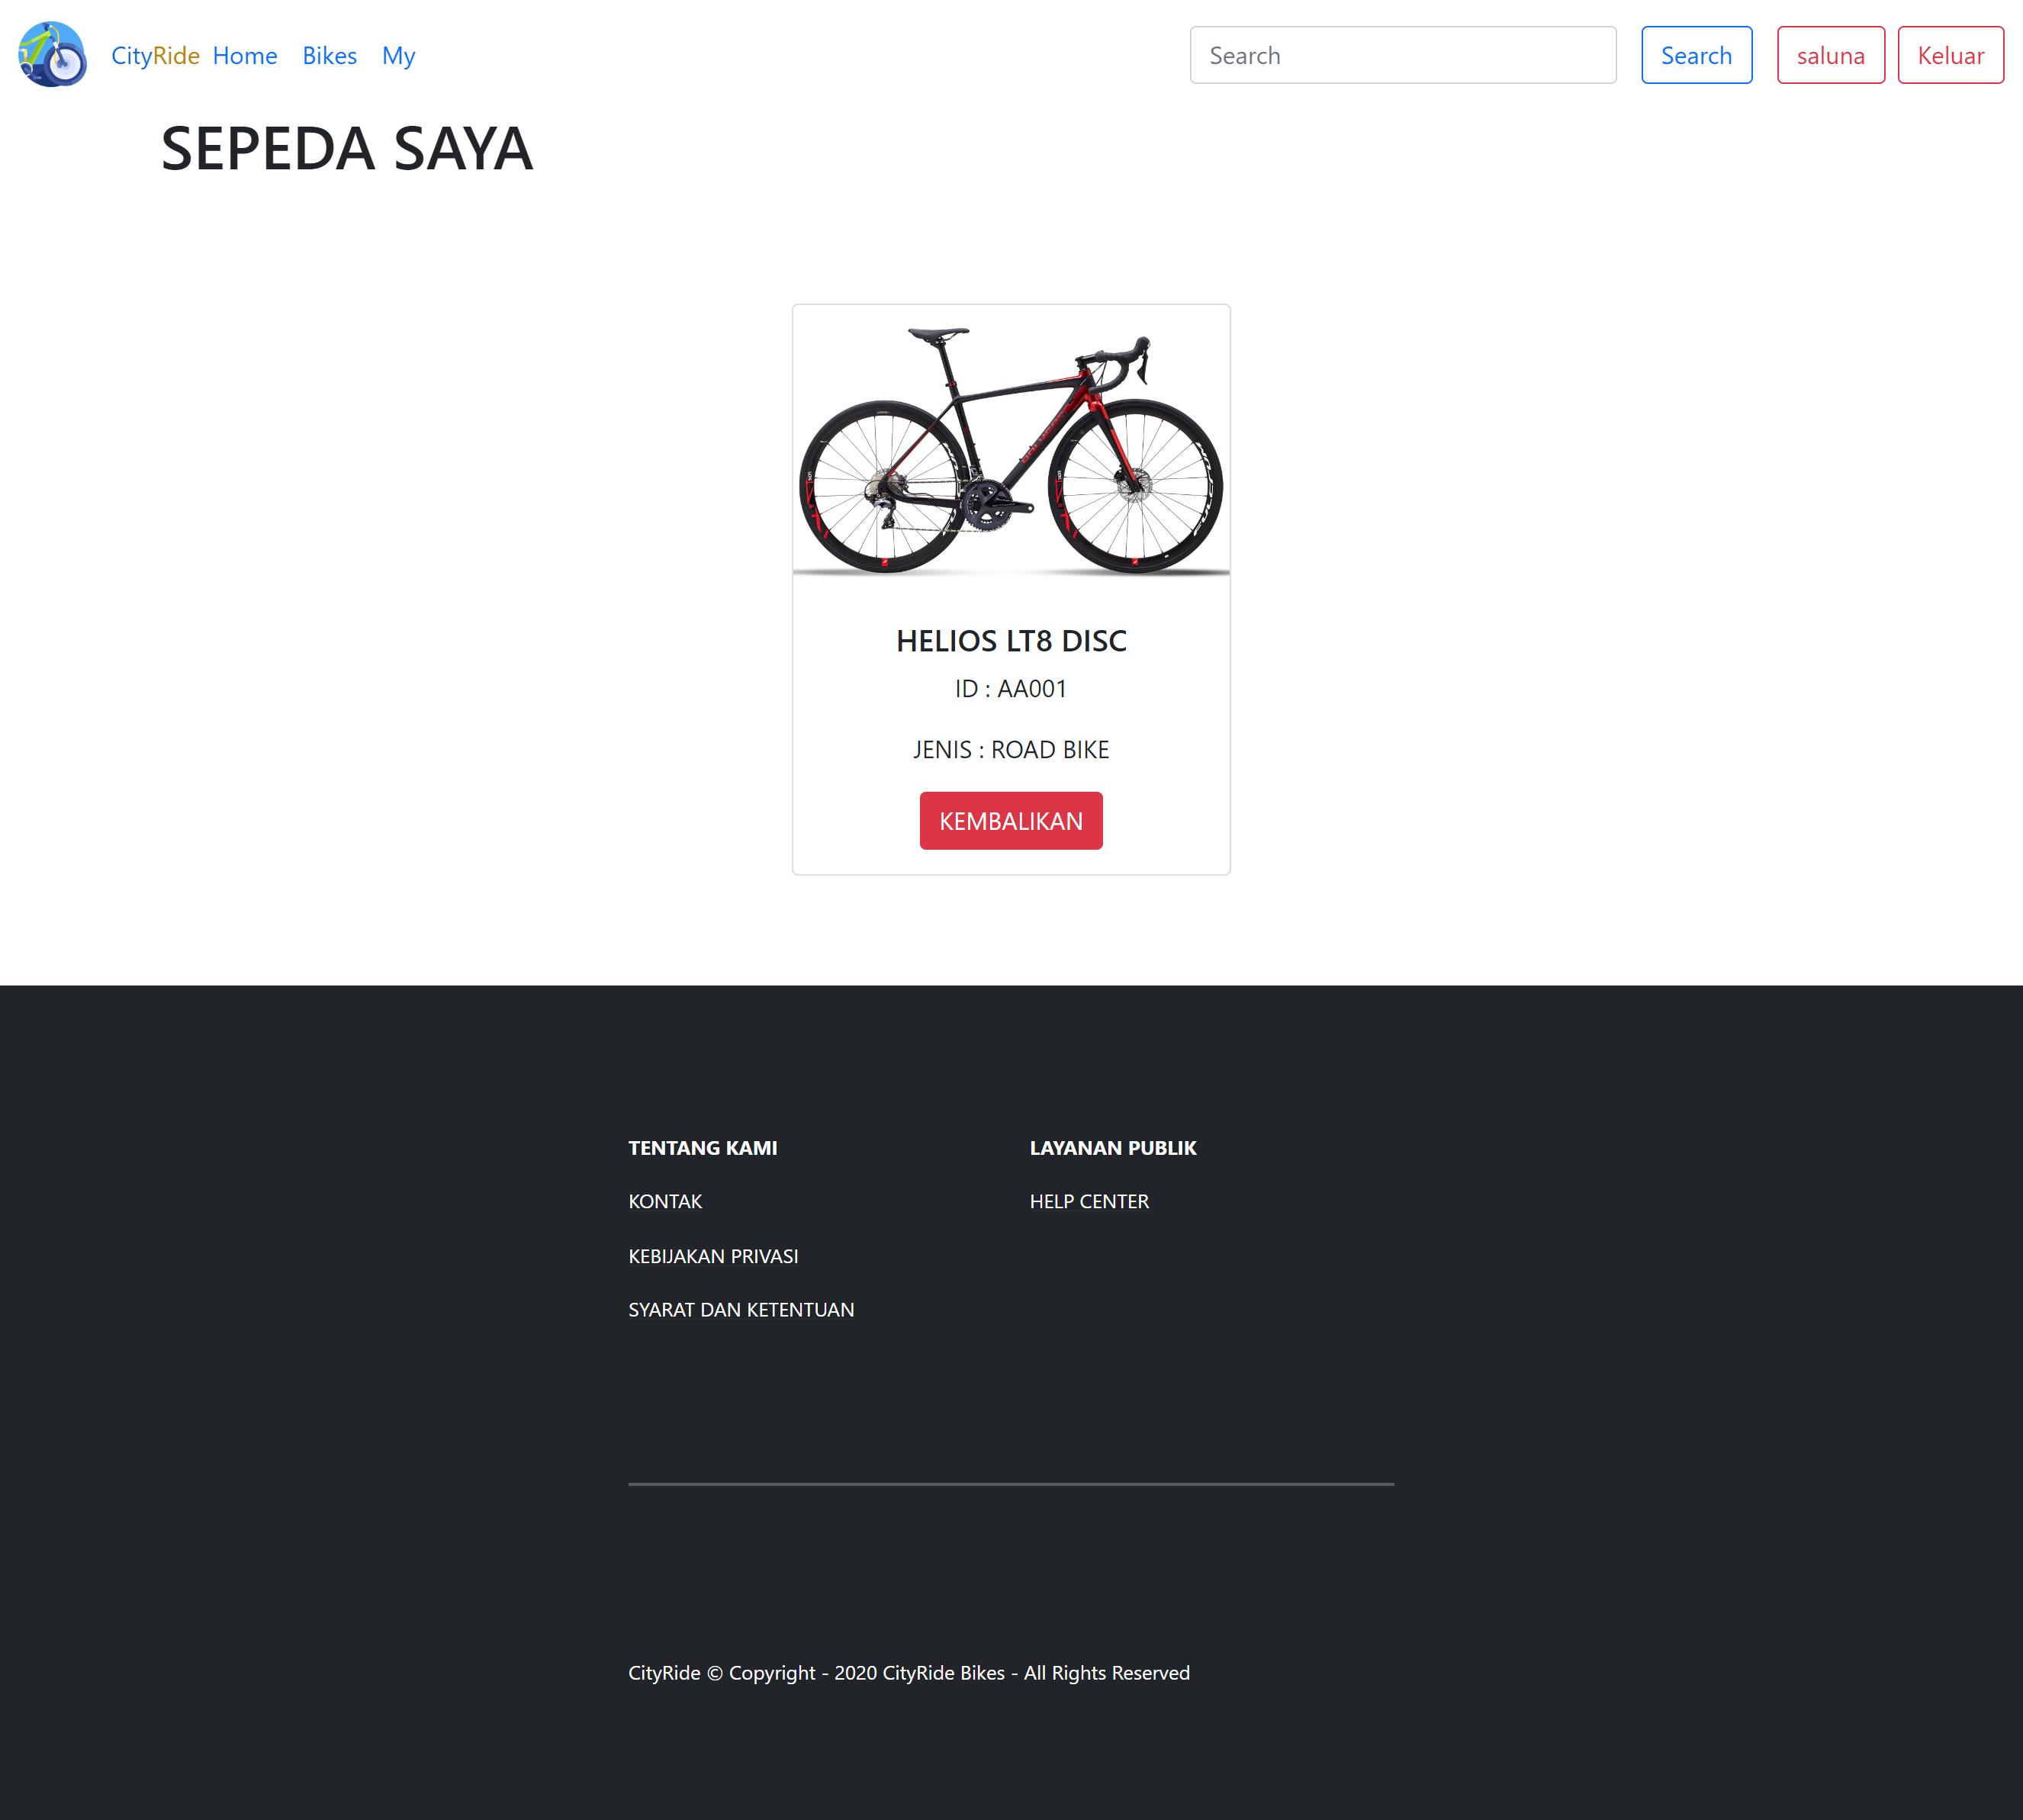 CityRide Home Bikes My Search Search saluna Keluar
SEPEDA SAYA
HELIOS LT8 DISC
ID : AA001
JENIS : ROAD BIKE
KEMBALIKAN
TENTANG KAMI
KONTAK
KEBIJAKAN PRIVASI
SYARAT DAN KETENTUAN
LAYANAN PUBLIK
HELP CENTER
CityRide © Copyright - 2020 CityRide Bikes - All Rights Reserved